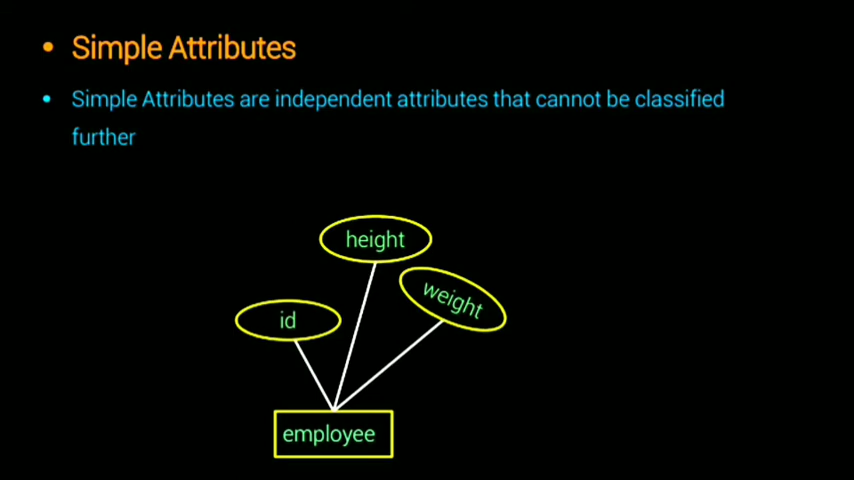 • Simple Attributes
• Simple Attributes are independent attributes that cannot be classified
further
height
weight
id
employee